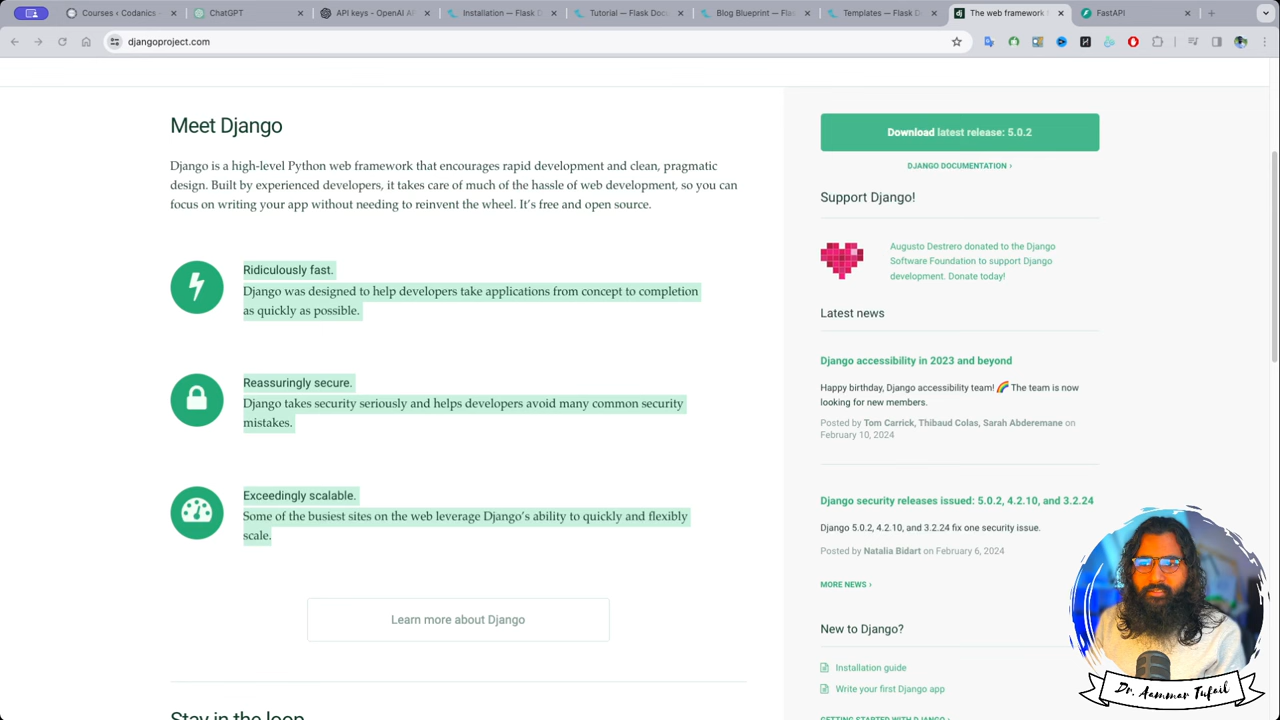 Courses ‹ Codanics —
ChatGPT
API keys - OpenAI AP
Installation — Flask D
Tutorial — Flask Docu
Blog Blueprint — Flask
Templates — Flask Do
The web framework fo
FastAPI
djangoproject.com
Meet Django
Django is a high-level Python web framework that encourages rapid development and clean, pragmatic
design. Built by experienced developers, it takes care of much of the hassle of web development, so you can
focus on writing your app without needing to reinvent the wheel. It’s free and open source.
Ridiculously fast.
Django was designed to help developers take applications from concept to completion
as quickly as possible.
Reassuringly secure.
Django takes security seriously and helps developers avoid many common security
mistakes.
Exceedingly scalable.
Some of the busiest sites on the web leverage Django’s ability to quickly and flexibly
scale.
Learn more about Django
Stay in the loop
Download latest release: 5.0.2
DJANGO DOCUMENTATION ›
Support Django!
Augusto Destrero donated to the Django
Software Foundation to support Django
development. Donate today!
Latest news
Django accessibility in 2023 and beyond
Happy birthday, Django accessibility team! 🌈 The team is now
looking for new members.
Posted by Tom Carrick, Thibaud Colas, Sarah Abderemane on
February 10, 2024
Django security releases issued: 5.0.2, 4.2.10, and 3.2.24
Django 5.0.2, 4.2.10, and 3.2.24 fix one security issue.
Posted by Natalia Bidart on February 6, 2024
MORE NEWS ›
New to Django?
Installation guide
Write your first Django app
GETTING STARTED WITH DJANGO ›
Dr. Aammar Tufail